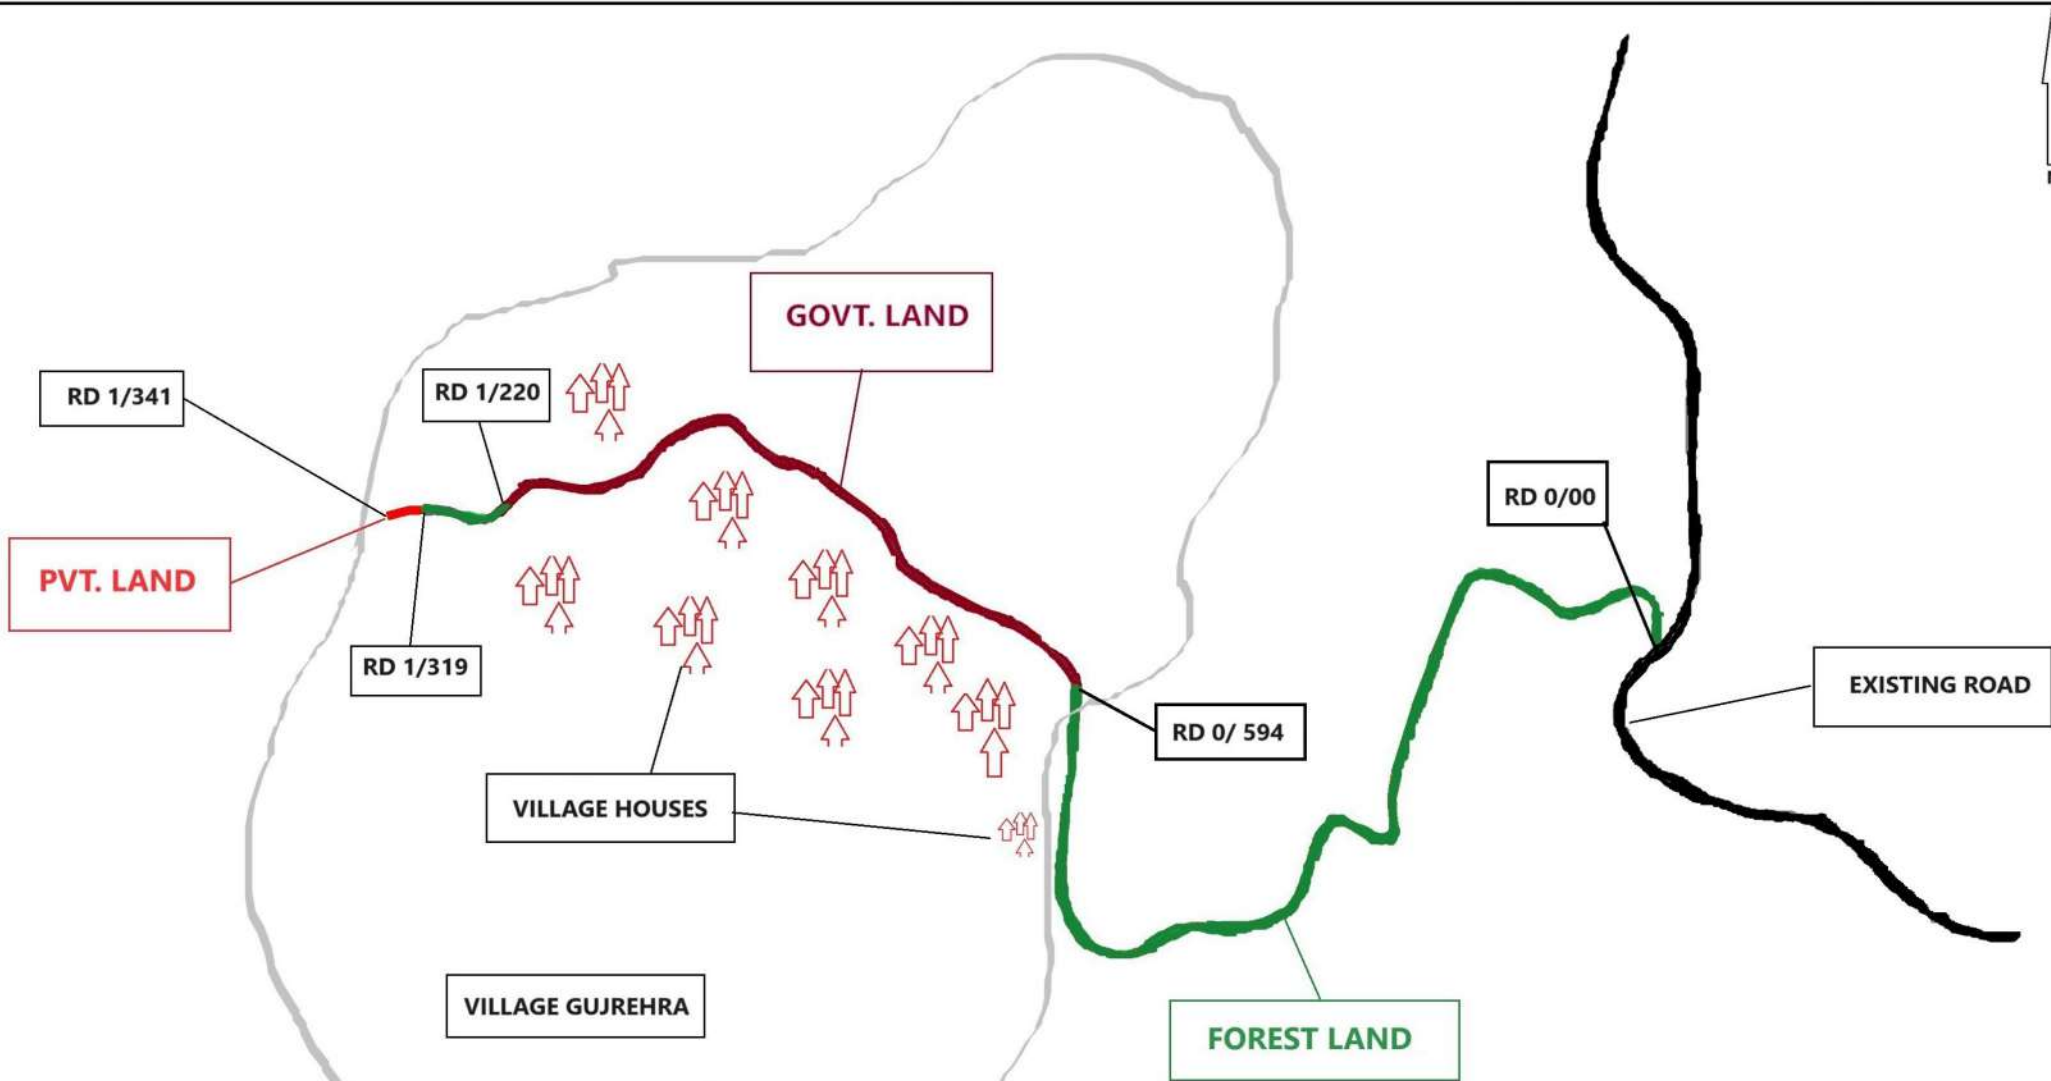 GOVT. LAND
RD 1/341
RD 1/220
RD 0/00
PVT. LAND
RD 1/319
EXISTING ROAD
RD 0/ 594
VILLAGE HOUSES
VILLAGE GUJREHRA
FOREST LAND